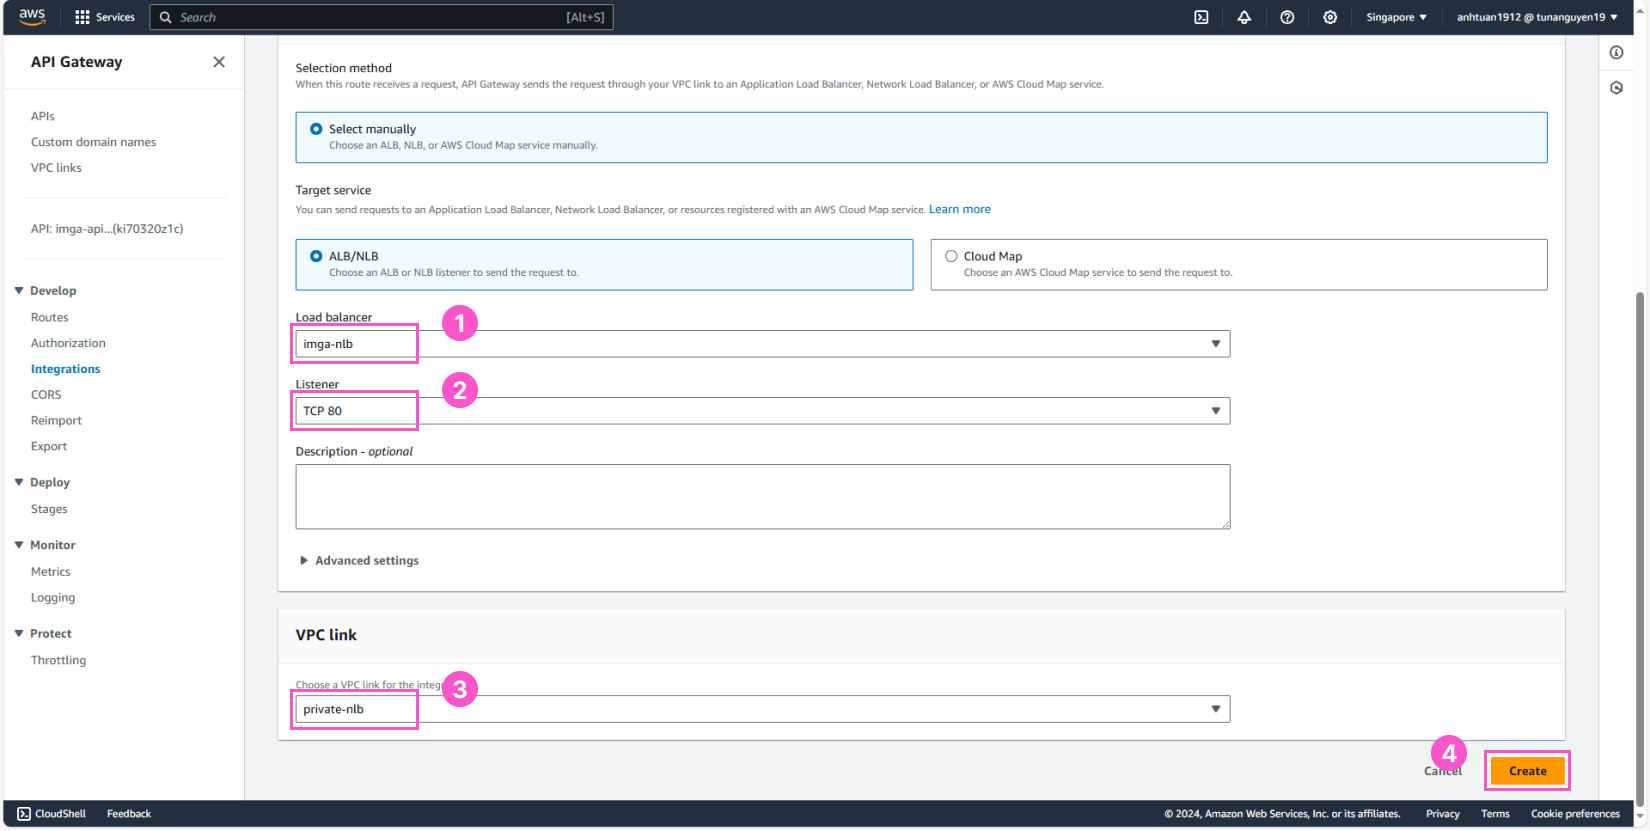 aws
Services
Search
[Alt+S]
Singapore ▼
anhtuan1912 @ tunanguyen19 ▼
API Gateway
APIs
Custom domain names
VPC links
API: imga-api...(ki70320z1c)
Develop
Routes
Authorization
Integrations
CORS
Reimport
Export
Deploy
Stages
Monitor
Metrics
Logging
Protect
Throttling
Selection method
When this route receives a request, API Gateway sends the request through your VPC link to an Application Load Balancer, Network Load Balancer, or AWS Cloud Map service.
Select manually
Choose an ALB, NLB, or AWS Cloud Map service manually.
Target service
You can send requests to an Application Load Balancer, Network Load Balancer, or resources registered with an AWS Cloud Map service. Learn more
ALB/NLB
Choose an ALB or NLB listener to send the request to.
Cloud Map
Choose an AWS Cloud Map service to send the request to.
Load balancer
1
imga-nlb
Listener
2
TCP 80
Description - optional
Advanced settings
VPC link
Choose a VPC link for the integ
3
private-nlb
4
Cancel
Create
CloudShell
Feedback
© 2024, Amazon Web Services, Inc. or its affiliates.
Privacy
Terms
Cookie preferences